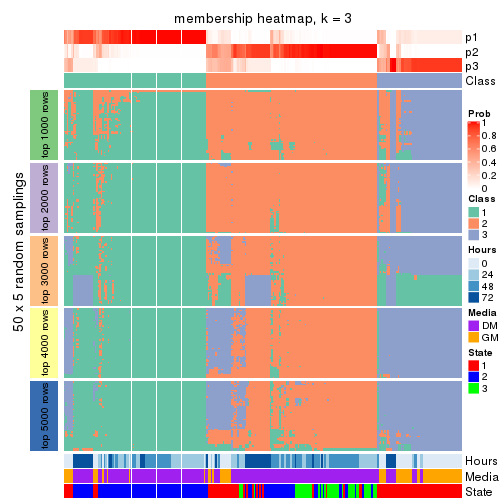 membership heatmap, k = 3
p1
p2
p3
Class
50 x 5 random samplings
top 1000 rows
top 2000 rows
top 3000 rows
top 4000 rows
top 5000 rows
Hours
Media
State
Prob
1
0.8
0.6
0.4
0.2
0
Class
1
2
3
Hours
0
24
48
72
Media
DM
GM
State
1
2
3